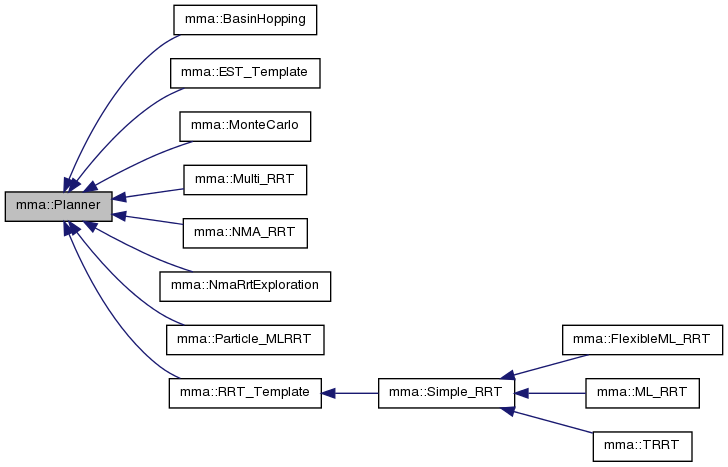 mma::BasinHopping
mma::EST_Template
mma::MonteCarlo
mma::Multi_RRT
mma::Planner
mma::NMA_RRT
mma::NmaRrtExploration
mma::Particle_MLRRT
mma::FlexibleML_RRT
mma::RRT_Template
mma::Simple_RRT
mma::ML_RRT
mma::TRRT